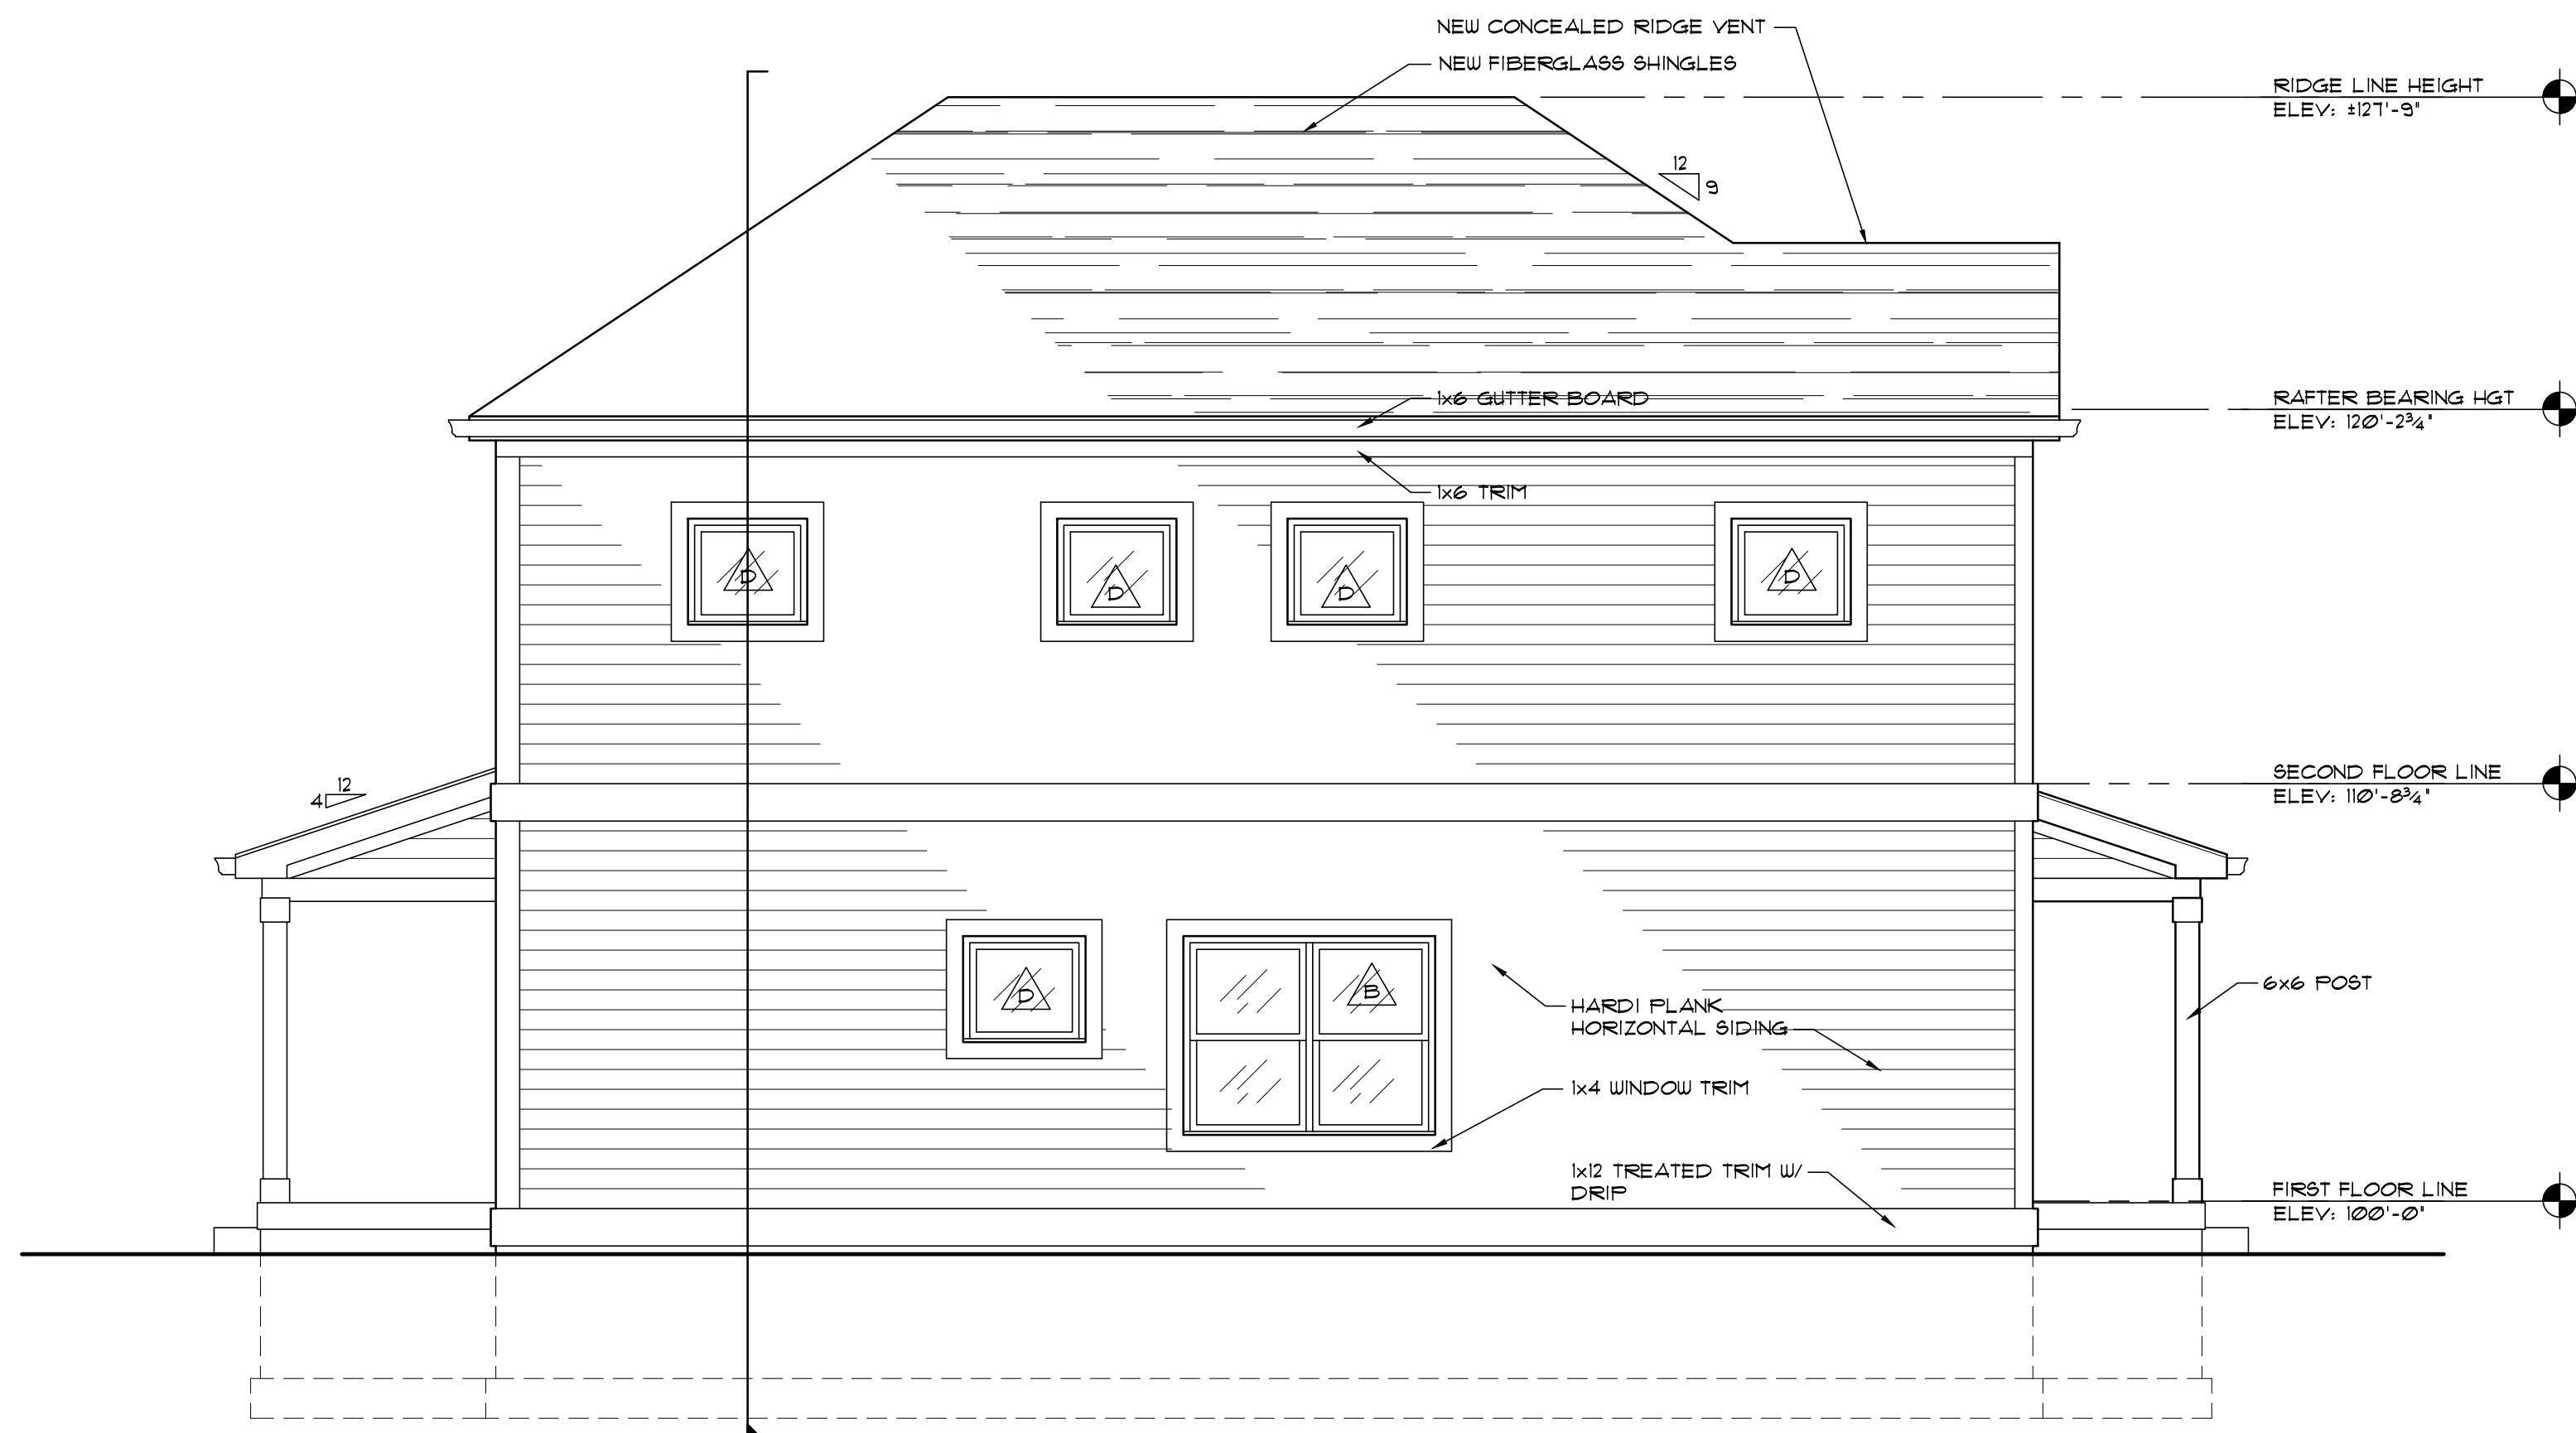 NEW CONCEALED RIDGE VENT
NEW FIBERGLASS SHINGLES
RIDGE LINE HEIGHT
ELEV: ±127'-9"
12
9
1x6 GUTTER BOARD
RAFTER BEARING HGT
ELEV: 120'-2¾"
1x6 TRIM
D
D
D
D
12
4
SECOND FLOOR LINE
ELEV: 110'-8¾"
D
B
6x6 POST
HARDI PLANK
HORIZONTAL SIDING
1x4 WINDOW TRIM
1x12 TREATED TRIM W/
DRIP
FIRST FLOOR LINE
ELEV: 100'-0"